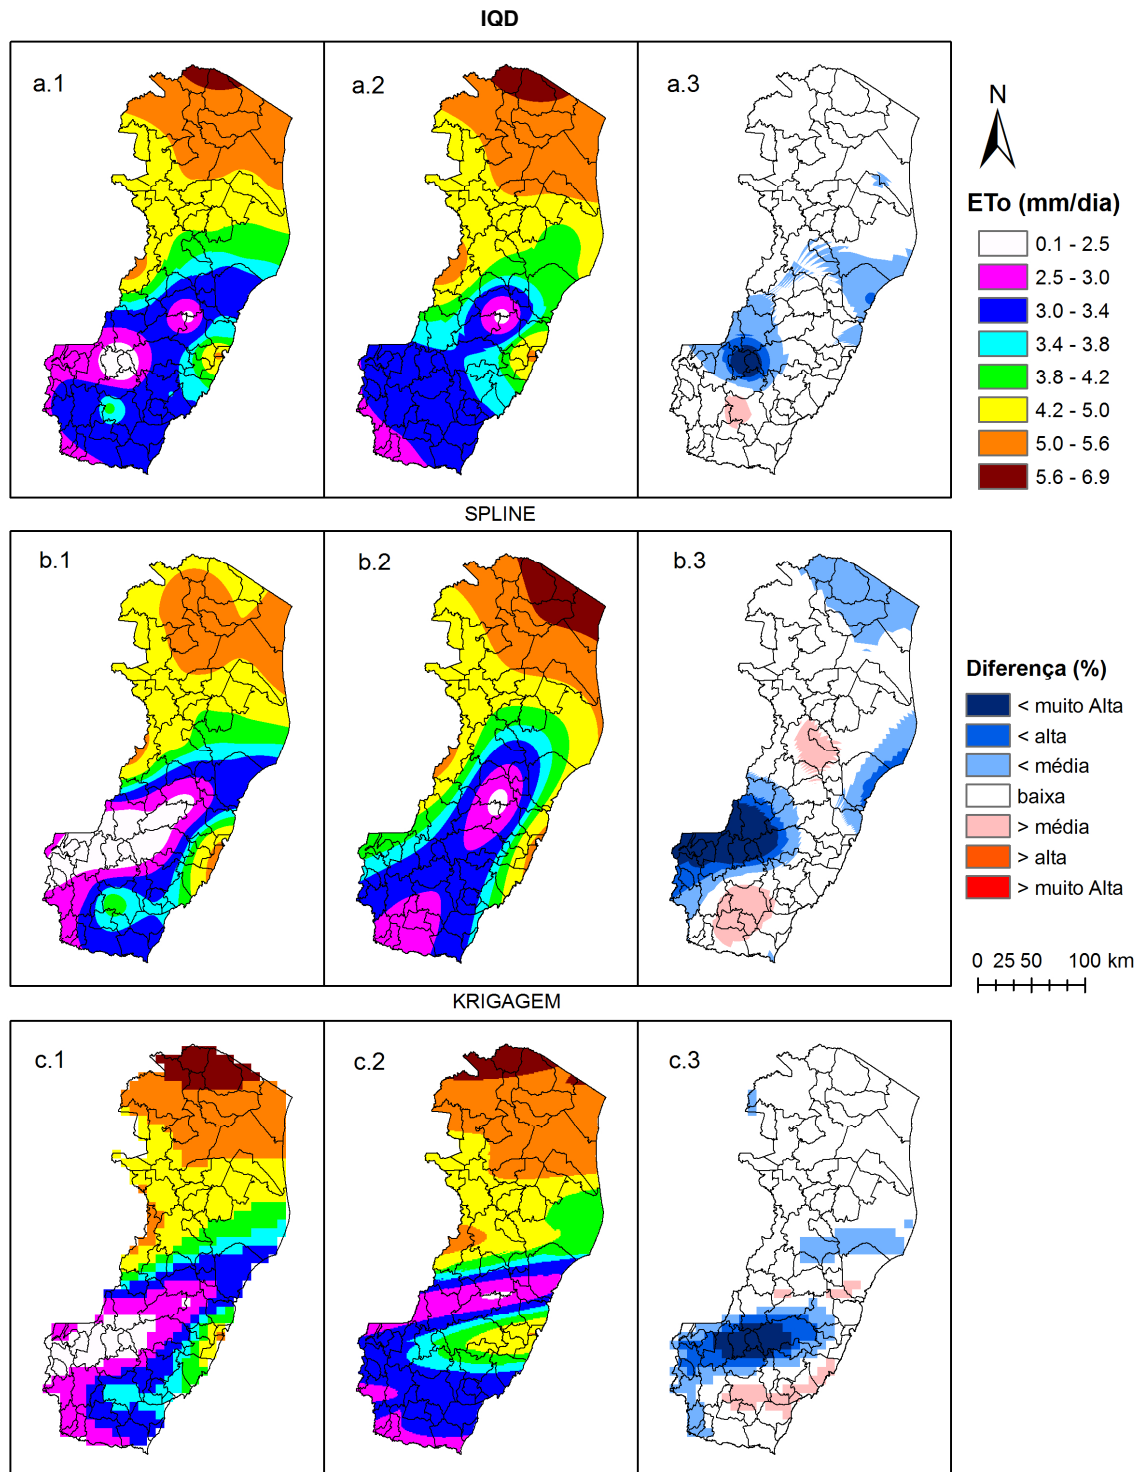 IQD
a.1
a.2
a.3
N
ETo (mm/dia)
0.1 - 2.5
2.5 - 3.0
3.0 - 3.4
3.4 - 3.8
3.8 - 4.2
4.2 - 5.0
5.0 - 5.6
5.6 - 6.9
SPLINE
b.1
b.2
b.3
Diferença (%)
< muito Alta
< alta
< média
baixa
> média
> alta
> muito Alta
0 25 50 100 km
KRIGAGEM
c.1
c.2
c.3